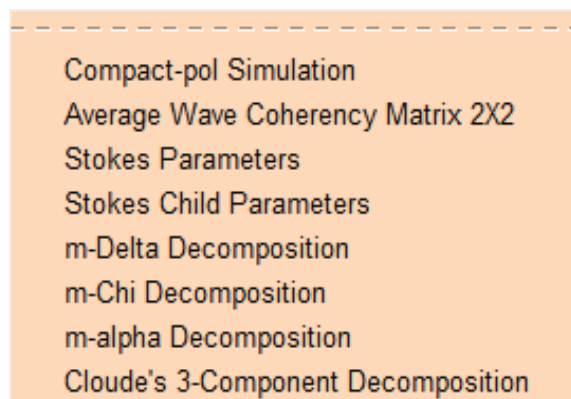 Compact-pol Simulation
Average Wave Coherency Matrix 2X2
Stokes Parameters
Stokes Child Parameters
m-Delta Decomposition
m-Chi Decomposition
m-alpha Decomposition
Cloude's 3-Component Decomposition